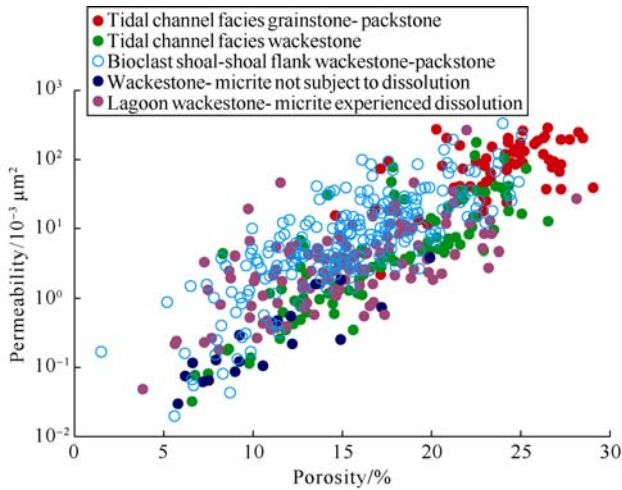 Tidal channel facies grainstone- packstone
Tidal channel facies wackestone
Bioclast shoal-shoal flank wackestone-packstone
Wackestone- micrite not subject to dissolution
Lagoon wackestone- micrite experienced dissolution
10³
10²
10¹
10⁰
10⁻¹
10⁻²
Permeability/10⁻³ μm²
0 5 10 15 20 25 30
Porosity/%